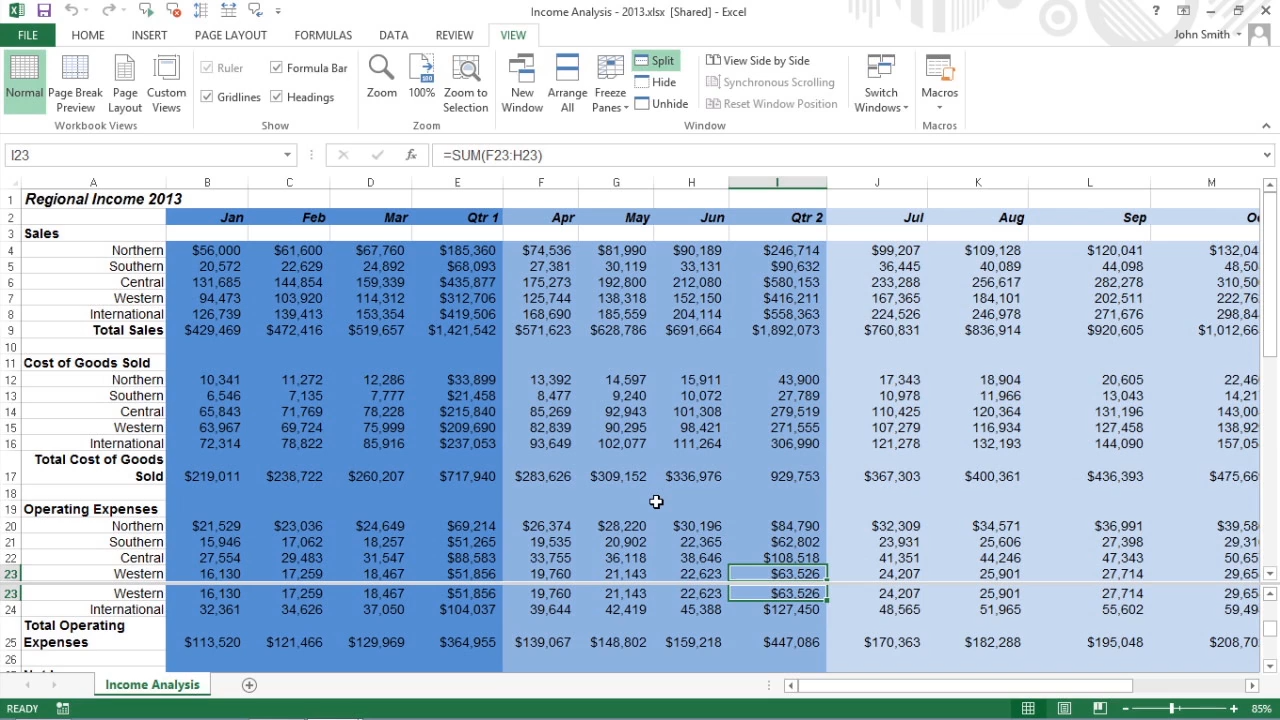 Income Analysis - 2013.xlsx [Shared] - Excel
FILE HOME INSERT PAGE LAYOUT FORMULAS DATA REVIEW VIEW John Smith
Normal Page Break Preview Page Layout Custom Views
Ruler Formula Bar
Gridlines Headings
Zoom 100% Zoom to Selection
New Window Arrange All Freeze Panes
Split View Side by Side
Hide Synchronous Scrolling
Unhide Reset Window Position
Switch Windows Macros
Workbook Views Show Zoom Window Macros
I23 fx =SUM(F23:H23)
A B C D E F G H I J K L M
1 Regional Income 2013
2 Jan Feb Mar Qtr 1 Apr May Jun Qtr 2 Jul Aug Sep
3 Sales
4 Northern $56,000 $61,600 $67,760 $185,360 $74,536 $81,990 $90,189 $246,714 $99,207 $109,128 $120,041 $132,04
5 Southern 20,572 22,629 24,892 $68,093 27,381 30,119 33,131 $90,632 36,445 40,089 44,098 48,50
6 Central 131,685 144,854 159,339 $435,877 175,273 192,800 212,080 $580,153 233,288 256,617 282,278 310,50
7 Western 94,473 103,920 114,312 $312,706 125,744 138,318 152,150 $416,211 167,365 184,101 202,511 222,76
8 International 126,739 139,413 153,354 $419,506 168,690 185,559 204,114 $558,363 224,526 246,978 271,676 298,84
9 Total Sales $429,469 $472,416 $519,657 $1,421,542 $571,623 $628,786 $691,664 $1,892,073 $760,831 $836,914 $920,605 $1,012,66
10
11 Cost of Goods Sold
12 Northern 10,341 11,272 12,286 $33,899 13,392 14,597 15,911 43,900 17,343 18,904 20,605 22,46
13 Southern 6,546 7,135 7,777 $21,458 8,477 9,240 10,072 27,789 10,978 11,966 13,043 14,21
14 Central 65,843 71,769 78,228 $215,840 85,269 92,943 101,308 279,519 110,425 120,364 131,196 143,00
15 Western 63,967 69,724 75,999 $209,690 82,839 90,295 98,421 271,555 107,279 116,934 127,458 138,92
16 International 72,314 78,822 85,916 $237,053 93,649 102,077 111,264 306,990 121,278 132,193 144,090 157,05
Total Cost of Goods
17 Sold $219,011 $238,722 $260,207 $717,940 $283,626 $309,152 $336,976 929,753 $367,303 $400,361 $436,393 $475,66
18
19 Operating Expenses
20 Northern $21,529 $23,036 $24,649 $69,214 $26,374 $28,220 $30,196 $84,790 $32,309 $34,571 $36,991 $39,58
21 Southern 15,946 17,062 18,257 $51,265 19,535 20,902 22,365 $62,802 23,931 25,606 27,398 29,31
22 Central 27,554 29,483 31,547 $88,583 33,755 36,118 38,646 $108,518 41,351 44,246 47,343 50,65
23 Western 16,130 17,259 18,467 $51,856 19,760 21,143 22,623 $63,526 24,207 25,901 27,714 29,65
23 Western 16,130 17,259 18,467 $51,856 19,760 21,143 22,623 $63,526 24,207 25,901 27,714 29,65
24 International 32,361 34,626 37,050 $104,037 39,644 42,419 45,388 $127,450 48,565 51,965 55,602 59,49
Total Operating
25 Expenses $113,520 $121,466 $129,969 $364,955 $139,067 $148,802 $159,218 $447,086 $170,363 $182,288 $195,048 $208,70
26
Income Analysis
READY 85%